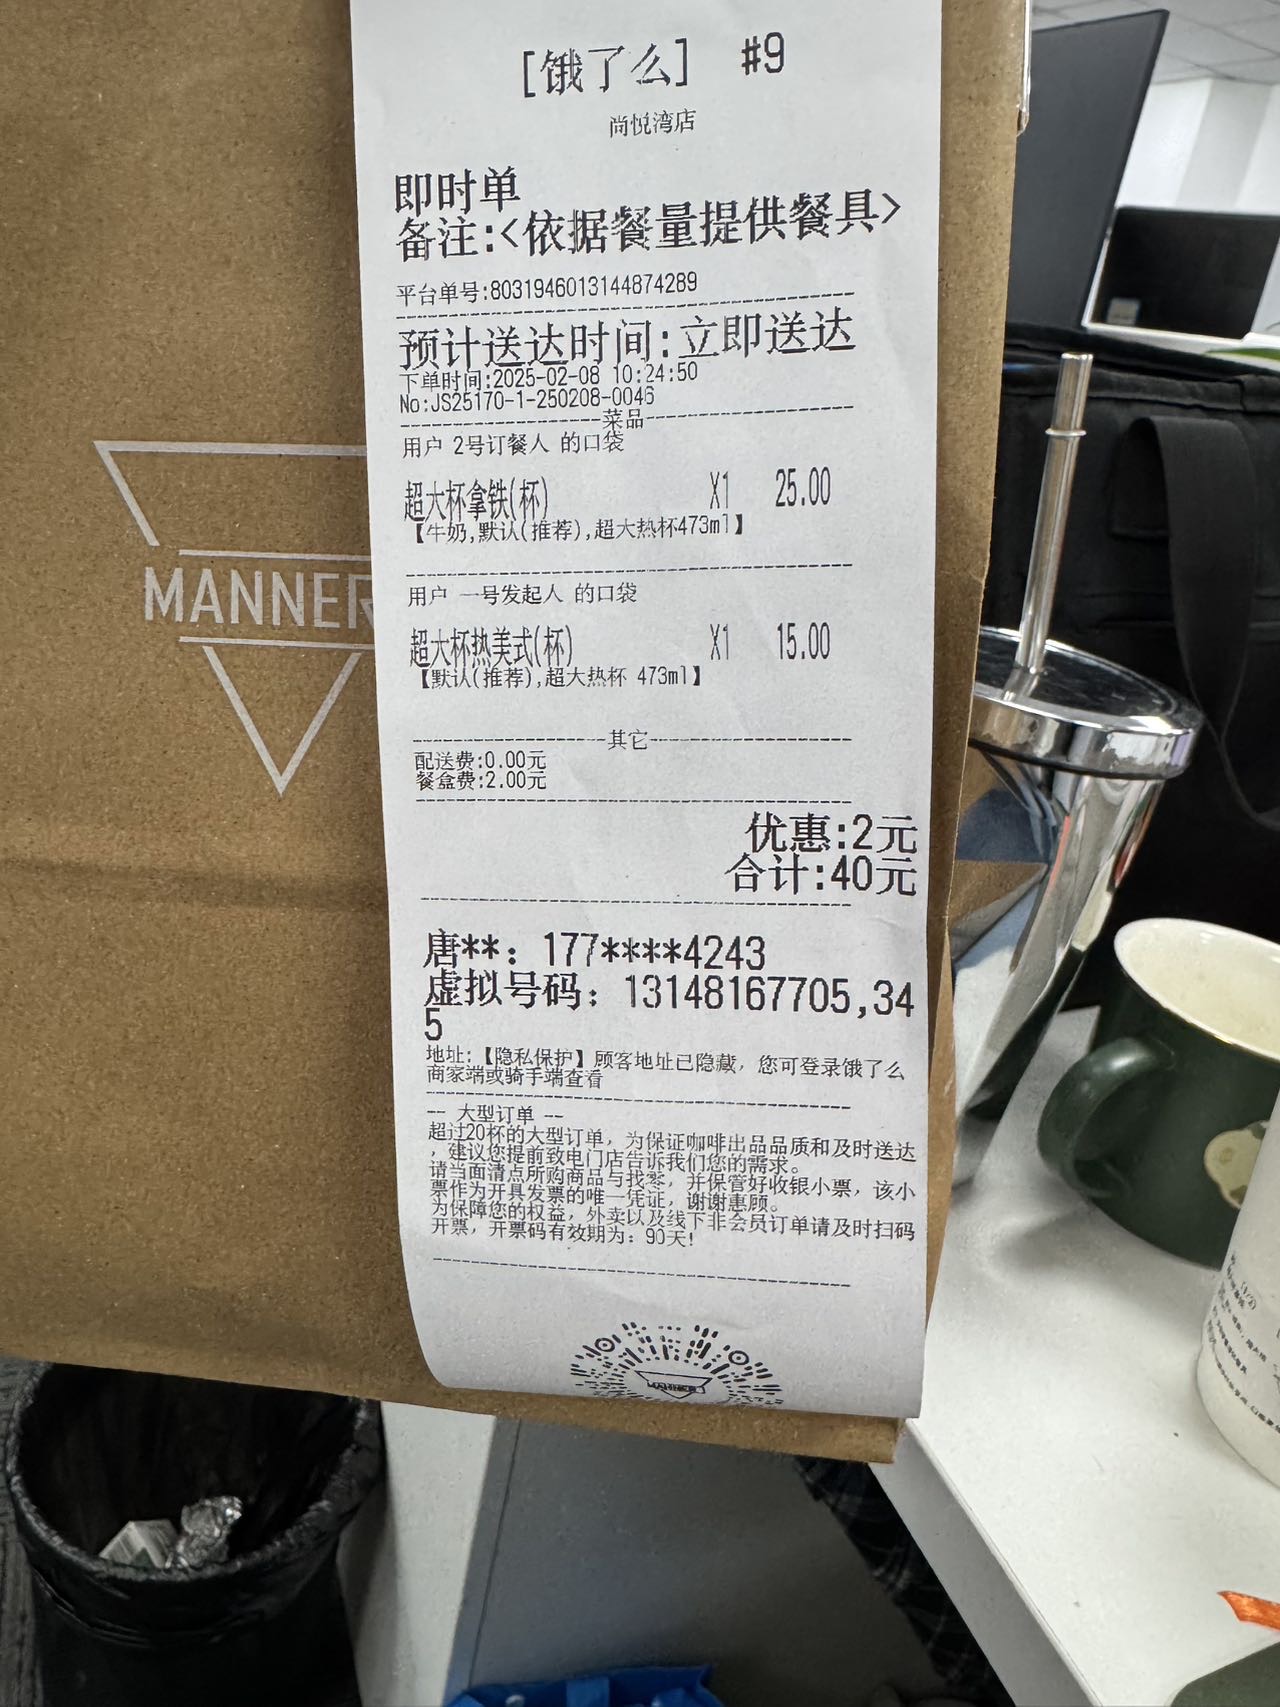 [饿了么] #9
尚悦湾店
即时单
备注:<依据餐量提供餐具>
平台单号:8031946013144874289
预计送达时间:立即送达
下单时间:2025-02-08 10:24:50
No:JS25170-1-250208-0046
菜品
用户 2号订餐人 的口袋
超大杯拿铁(杯) X1 25.00
【牛奶,默认(推荐),超大热杯473ml】
用户 一号发起人 的口袋
超大杯热美式(杯) X1 15.00
【默认(推荐),超大热杯 473ml】
其它
配送费:0.00元
餐盒费:2.00元
优惠:2元
合计:40元
唐**: 177****4243
虚拟号码: 13148167705,34
5
地址:【隐私保护】顾客地址已隐藏, 您可登录饿了么
商家端或骑手端查看
-- 大型订单 --
超过20杯的大型订单, 为保证咖啡出品品质和及时送达
, 建议您提前致电门店告诉我们您的需求。
请当面清点所购商品与找零, 并保管好收银小票, 该小
票作为开具发票的唯一凭证, 谢谢惠顾。
为保障您的权益, 外卖以及线下非会员订单请及时扫码
开票, 开票码有效期为: 90天!
MANNER
MANNER